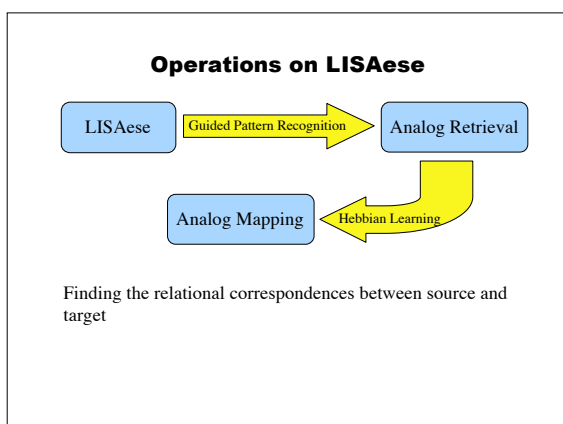 Operations on LISAese
LISAese
Guided Pattern Recognition
Analog Retrieval
Hebbian Learning
Analog Mapping
Finding the relational correspondences between source and
target